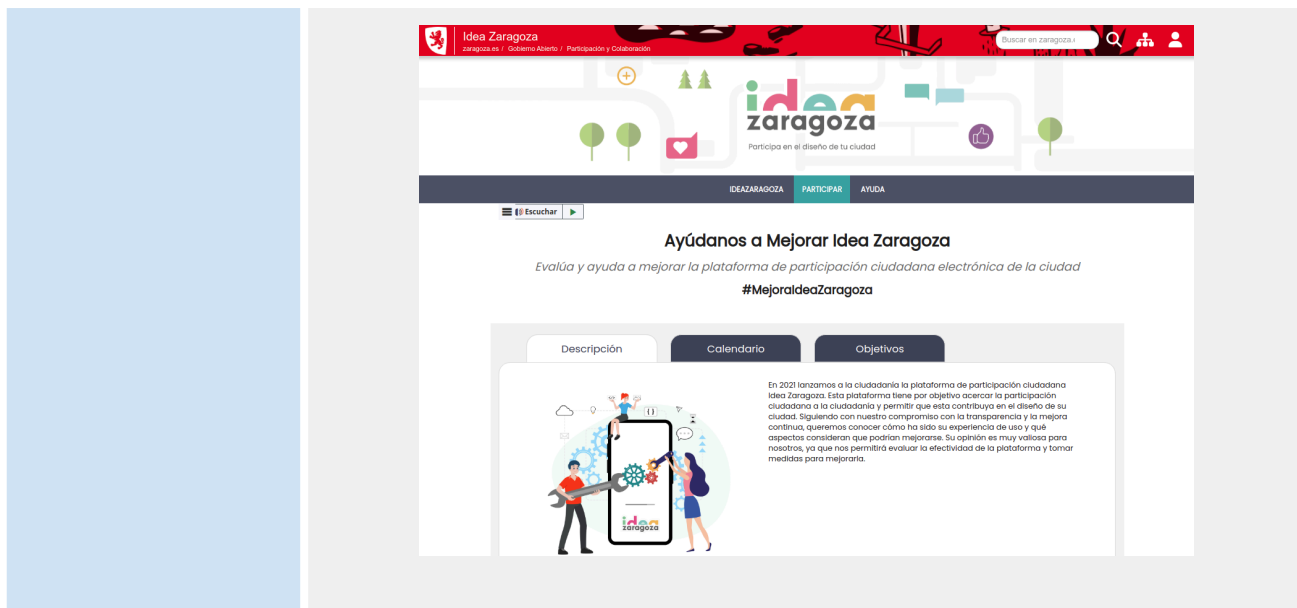 Idea Zaragoza
zaragoza.es / Gobierno Abierto / Participación y Colaboración
Buscar en zaragoza.
idea
zaragoza
Participa en el diseño de tu ciudad
IDEAZARAGOZA PARTICIPAR AYUDA
Escuchar
Ayúdanos a Mejorar Idea Zaragoza
Evalúa y ayuda a mejorar la plataforma de participación ciudadana electrónica de la ciudad
#MejoraIdeaZaragoza
Descripción Calendario Objetivos
En 2021 lanzamos a la ciudadanía la plataforma de participación ciudadana
Idea Zaragoza. Esta plataforma tiene por objetivo acercar la participación
ciudadana a la ciudadanía y permitir que esta contribuya en el diseño de su
ciudad. Siguiendo con nuestro compromiso con la transparencia y la mejora
continua, queremos conocer cómo ha sido su experiencia de uso y qué
aspectos consideran que podrían mejorarse. Su opinión es muy valiosa para
nosotros, ya que nos permitirá evaluar la efectividad de la plataforma y tomar
medidas para mejorarla.
idea
zaragoza